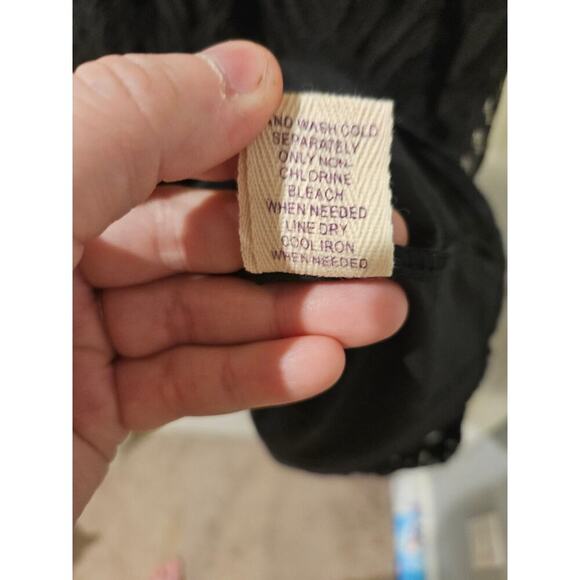 AND WASH COLD
SEPARATELY
ONLY NON-
CHLORINE
BLEACH
WHEN NEEDED
LINE DRY
COOL IRON
WHEN NEEDED